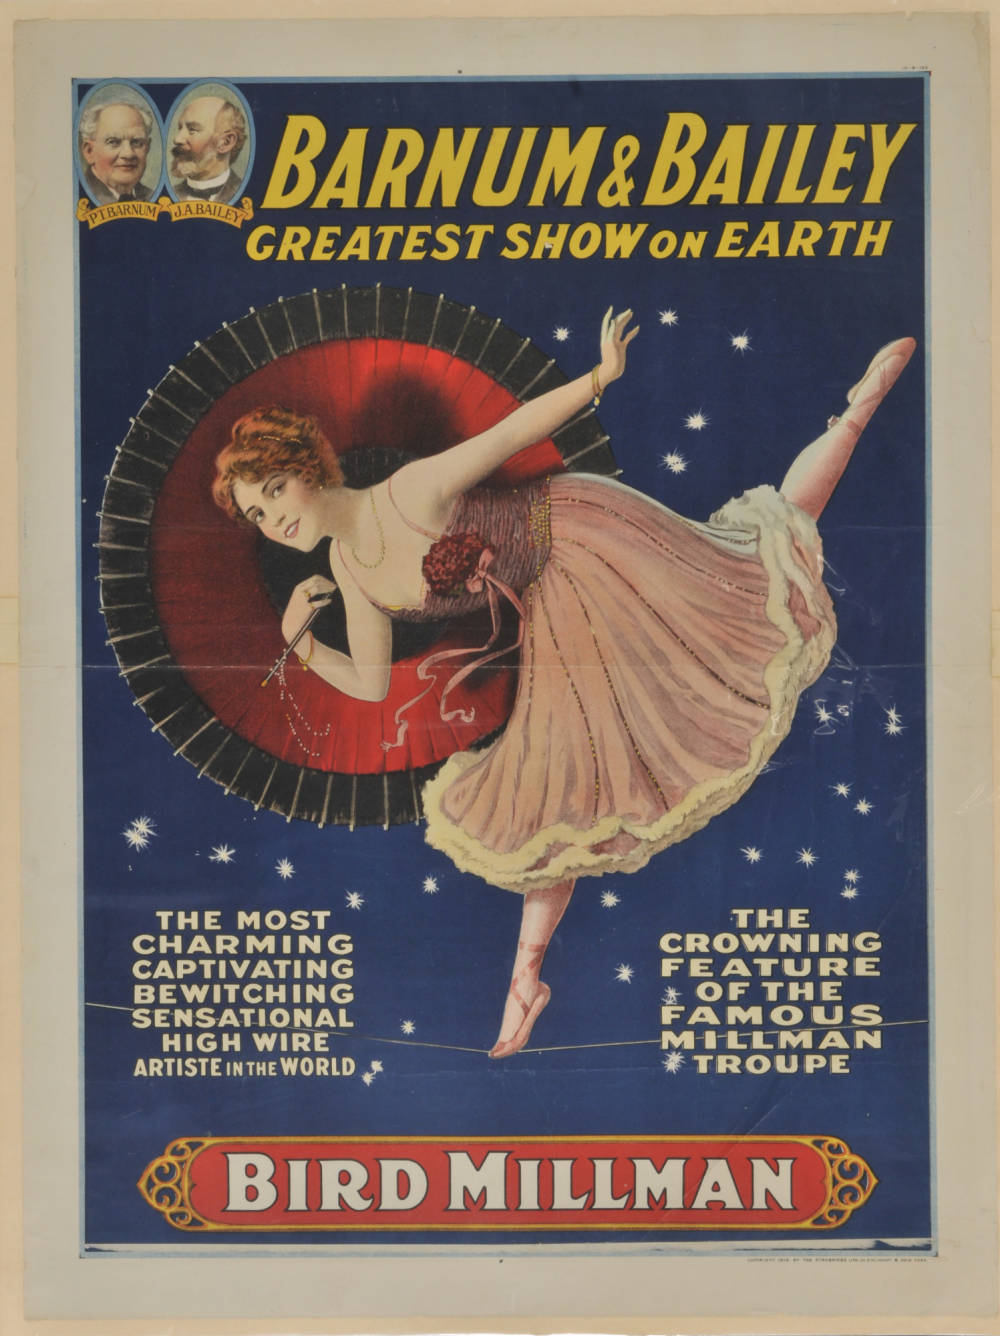 P.T. BARNUM
J.A. BAILEY
BARNUM & BAILEY
GREATEST SHOW ON EARTH
THE MOST
CHARMING
CAPTIVATING
BEWITCHING
SENSATIONAL
HIGH WIRE
ARTISTE IN THE WORLD
THE
CROWNING
FEATURE
OF THE
FAMOUS
MILLMAN
TROUPE
BIRD MILLMAN